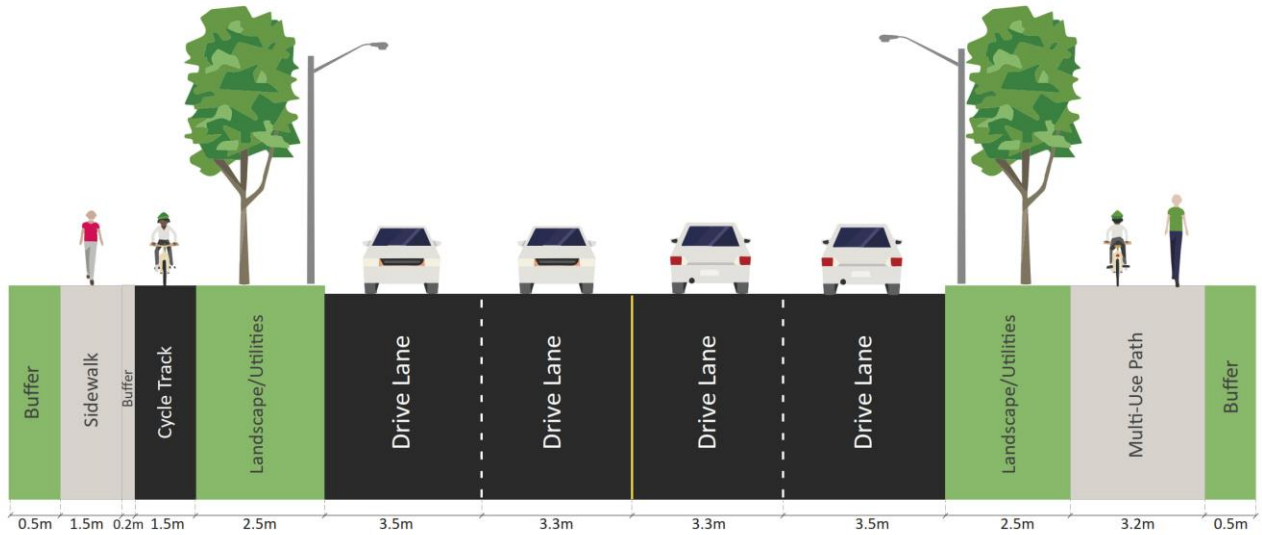 Buffer
Sidewalk
Buffer
Cycle Track
Landscape/Utilities
Drive Lane
Drive Lane
Drive Lane
Drive Lane
Landscape/Utilities
Multi-Use Path
Buffer
0.5m
1.5m
0.2m
1.5m
2.5m
3.5m
3.3m
3.3m
3.5m
2.5m
3.2m
0.5m